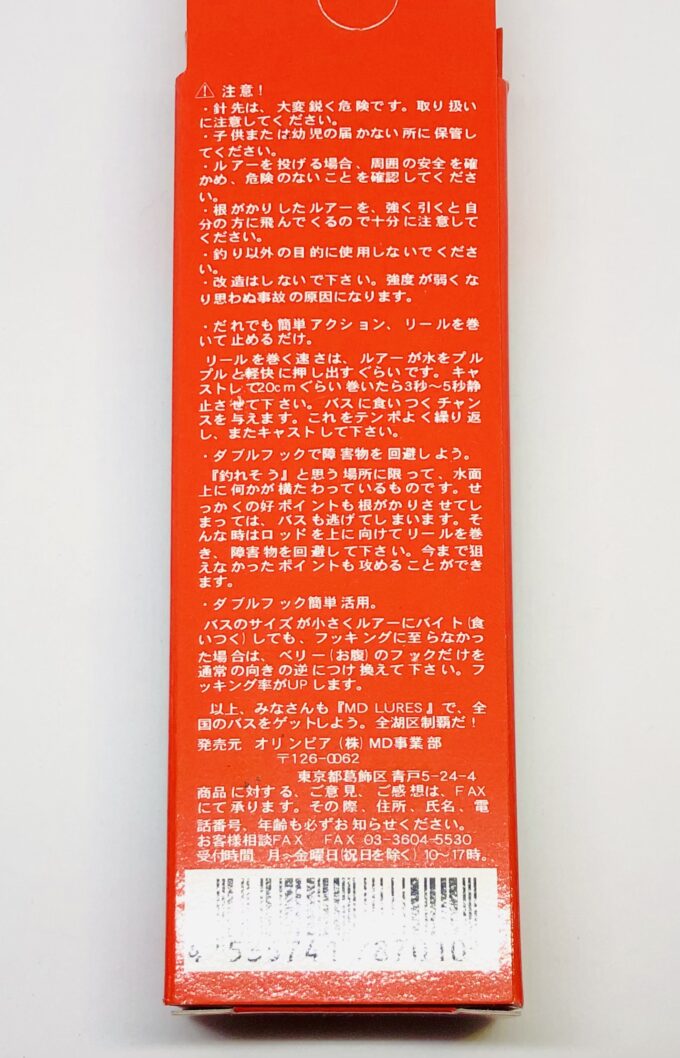 ⚠ 注意！
・針先は、大変鋭く危険です。取り扱い
に注意してください。
・子供または幼児の届かない所に保管し
てください。
・ルアーを投げる場合、周囲の安全を確
かめ、危険のないことを確認してくださ
い。
・根がかりしたルアーを、強く引くと自
分の方に飛んでくるので十分に注意して
ください。
・釣り以外の目的に使用しないでくださ
い。
・改造はしないで下さい。強度が弱くな
り思わぬ事故の原因になります。
・だれでも簡単アクション、リールを巻
いて止めるだけ。
リールを巻く速さは、ルアーが水をプル
プルと軽快に押し出すぐらいです。キャ
ストして20cmぐらい巻いたら3秒〜5秒静
止させて下さい。バスに食いつくチャン
スを与えます。これをテンポよく繰り返
し、またキャストして下さい。
・ダブルフックで障害物を回避しよう。
『釣れそう』と思う場所に限って、水面
上に何かが横たわっているものです。せ
っかくの好ポイントも根がかりさせてし
まっては、バスも逃げてしまいます。そ
んな時はロッドを上に向けてリールを巻
き、障害物を回避して下さい。今まで狙
えなかったポイントも攻めることができ
ます。
・ダブルフック簡単活用。
バスのサイズが小さくルアーにバイト(食
いつく)しても、フッキングに至らなかっ
た場合は、ベリー(お腹)のフックだけを
通常の向きの逆につけ換えて下さい。フ
ッキング率がUPします。
以上、みなさんも『MD LURES』で、全
国のバスをゲットしよう。全湖区制覇だ！
発売元 オリンピア(株)MD事業部
〒126-0062
東京都葛飾区青戸5-24-4
商品に対する、ご意見、ご感想は、FAX
にて承ります。その際、住所、氏名、電
話番号、年齢も必ずお知らせください。
お客様相談FAX FAX 03-3604-5530
受付時間 月〜金曜日(祝日を除く)10〜17時。